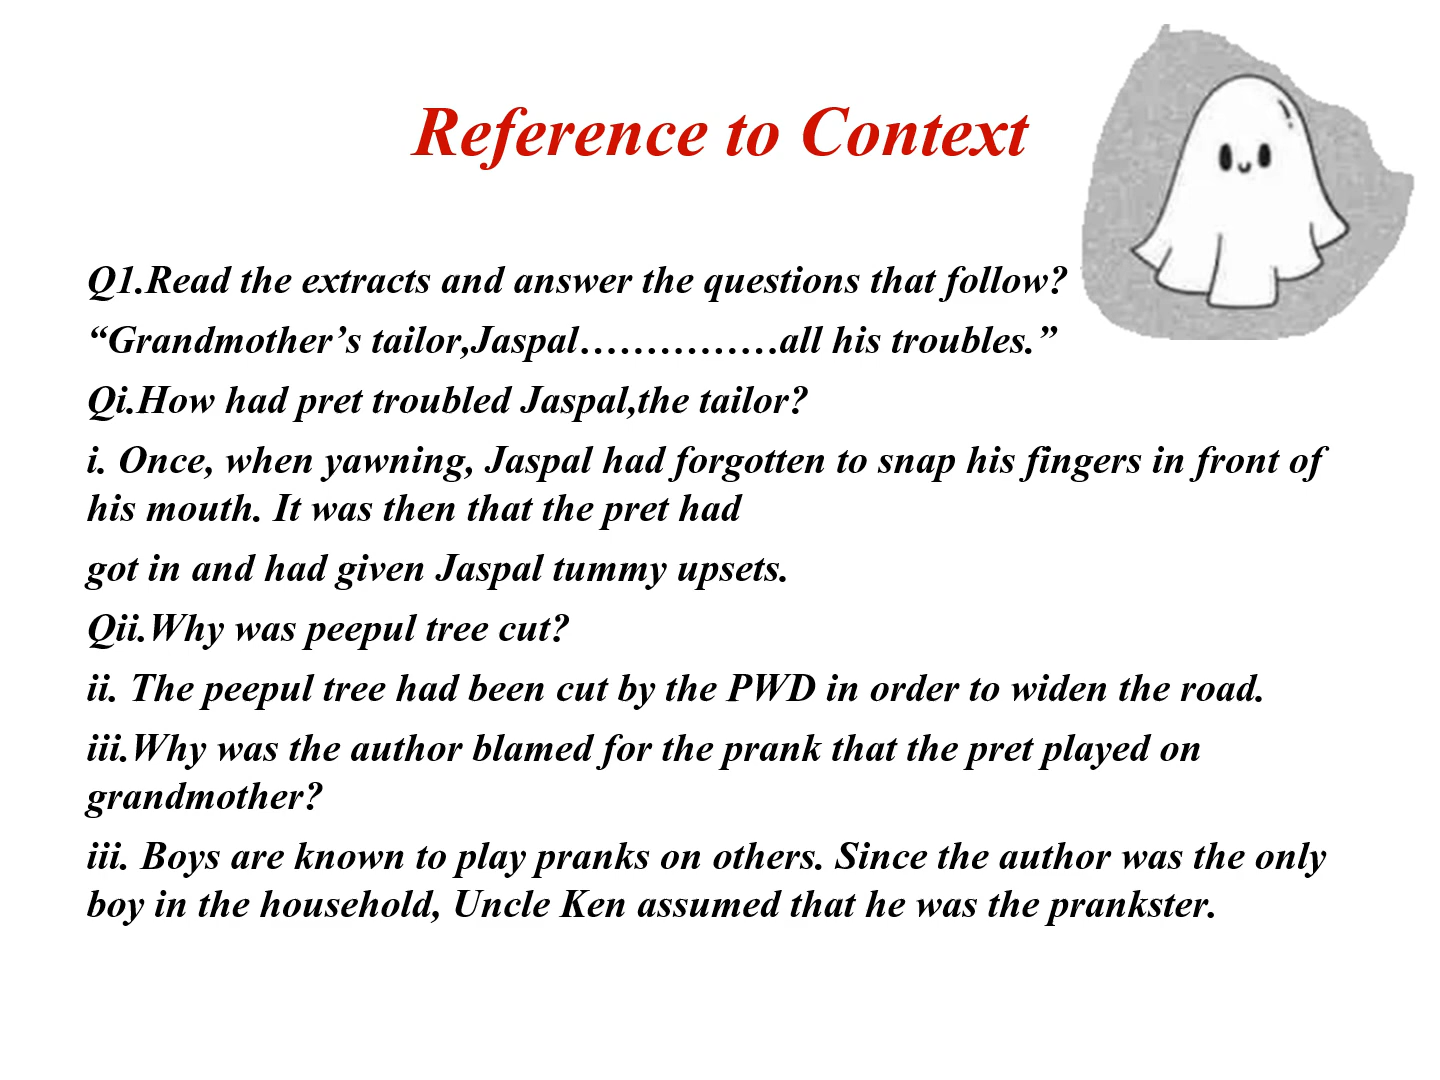 Reference to Context
Q1.Read the extracts and answer the questions that follow?
“Grandmother’s tailor,Jaspal……………all his troubles.”
Qi.How had pret troubled Jaspal,the tailor?
i. Once, when yawning, Jaspal had forgotten to snap his fingers in front of
his mouth. It was then that the pret had
got in and had given Jaspal tummy upsets.
Qii.Why was peepul tree cut?
ii. The peepul tree had been cut by the PWD in order to widen the road.
iii.Why was the author blamed for the prank that the pret played on
grandmother?
iii. Boys are known to play pranks on others. Since the author was the only
boy in the household, Uncle Ken assumed that he was the prankster.